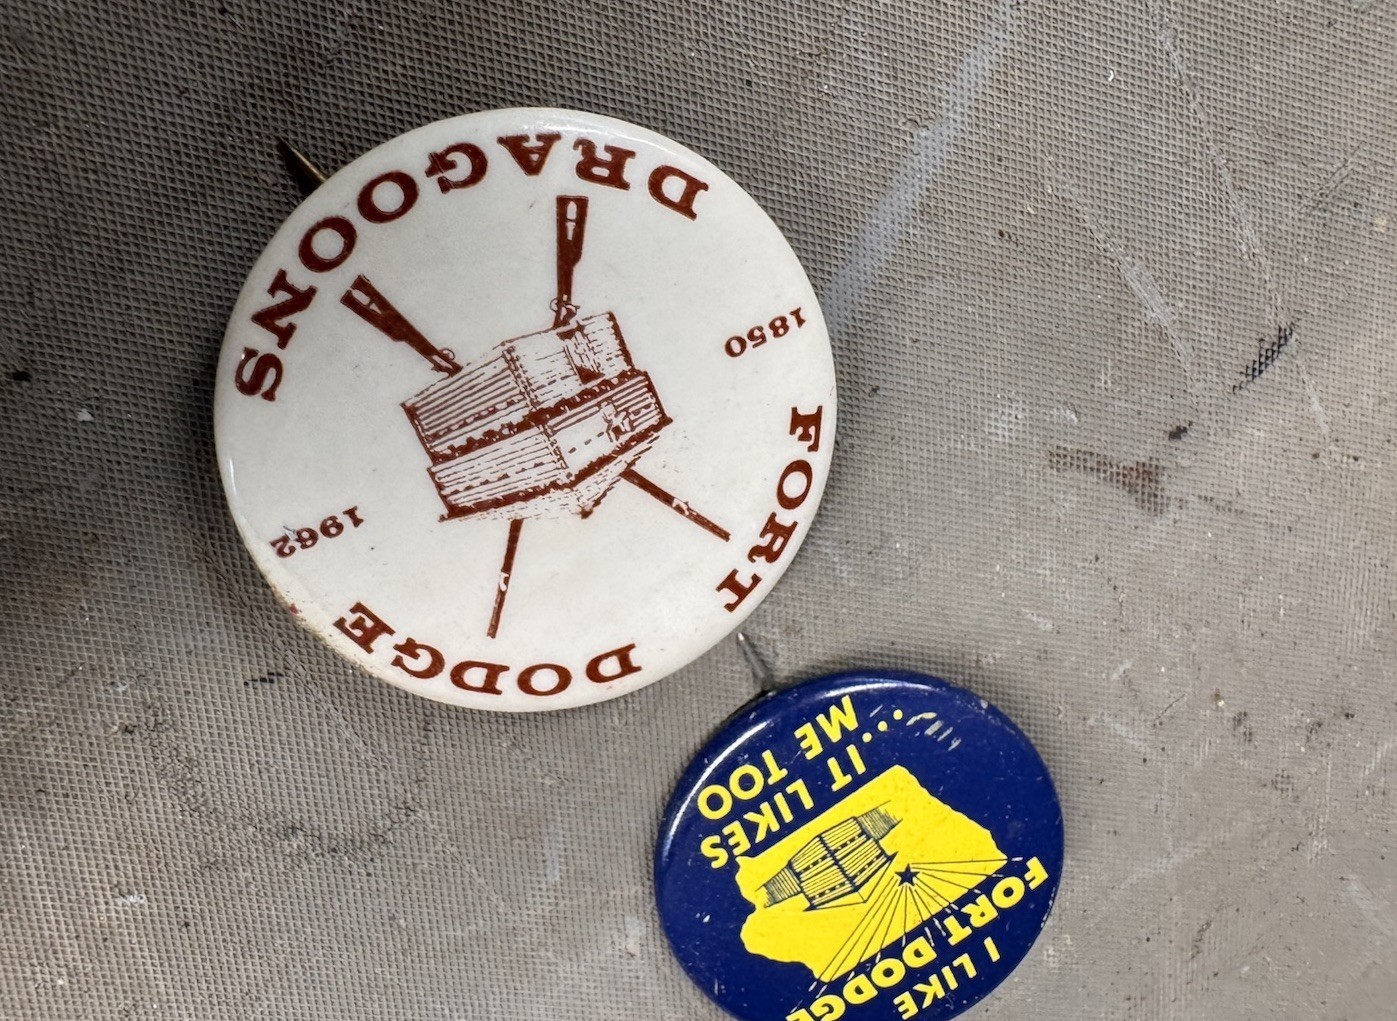 FORT DODGE
1850
1962
DRAGOONS
I LIKE
FORT DODGE
IT LIKES
...ME TOO